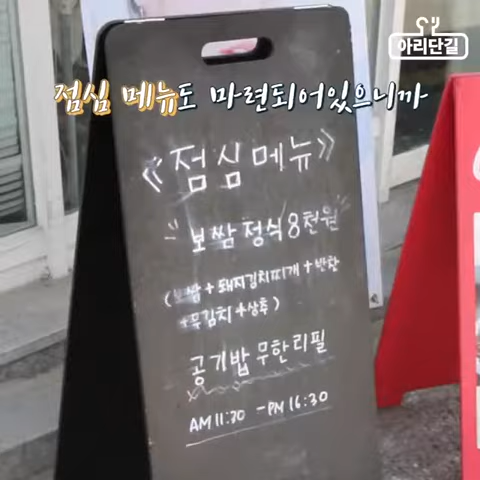 아리단길
점심 메뉴도 마련되어있으니까
《점심메뉴》
보쌈정식 8천원
(보쌈+돼지김치찌개+반찬
+무김치+상추)
공기밥 무한리필
AM 11:30 - PM 16:30